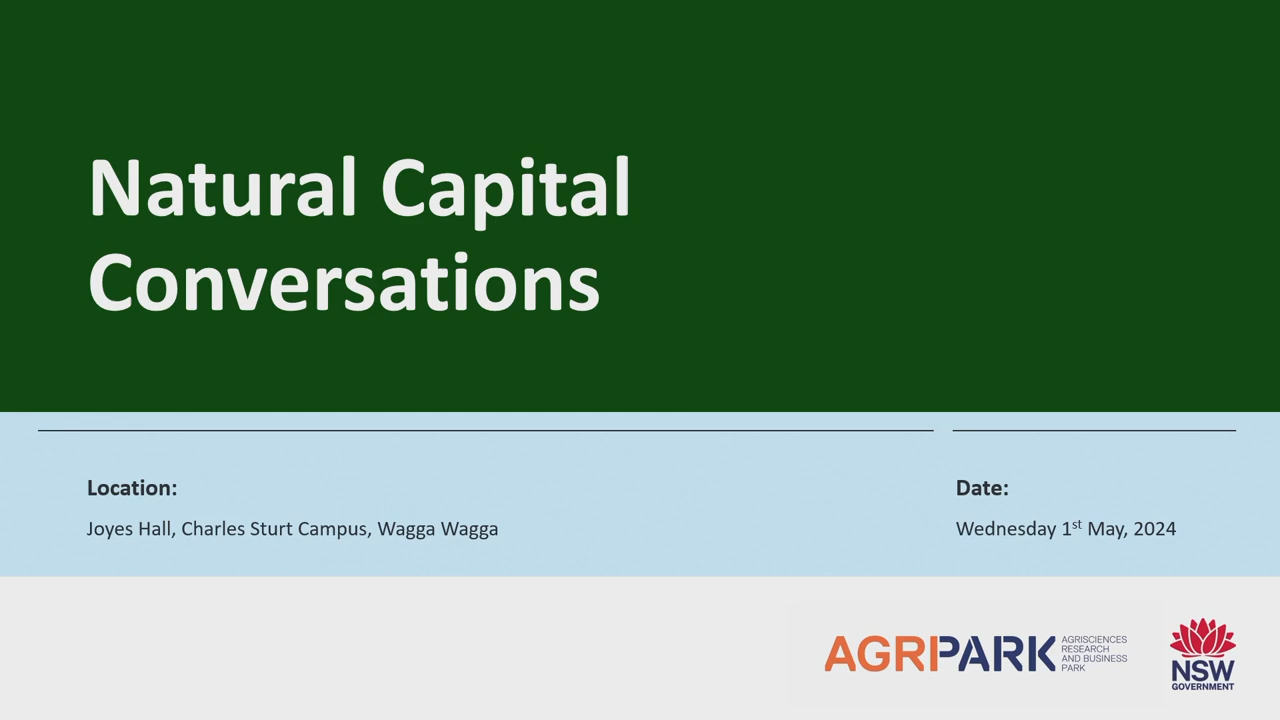 Natural Capital
Conversations
Location:
Date:
Joyes Hall, Charles Sturt Campus, Wagga Wagga
Wednesday 1st May, 2024
AGRIPARK
AGRISCIENCES
RESEARCH
AND BUSINESS
PARK
NSW
GOVERNMENT